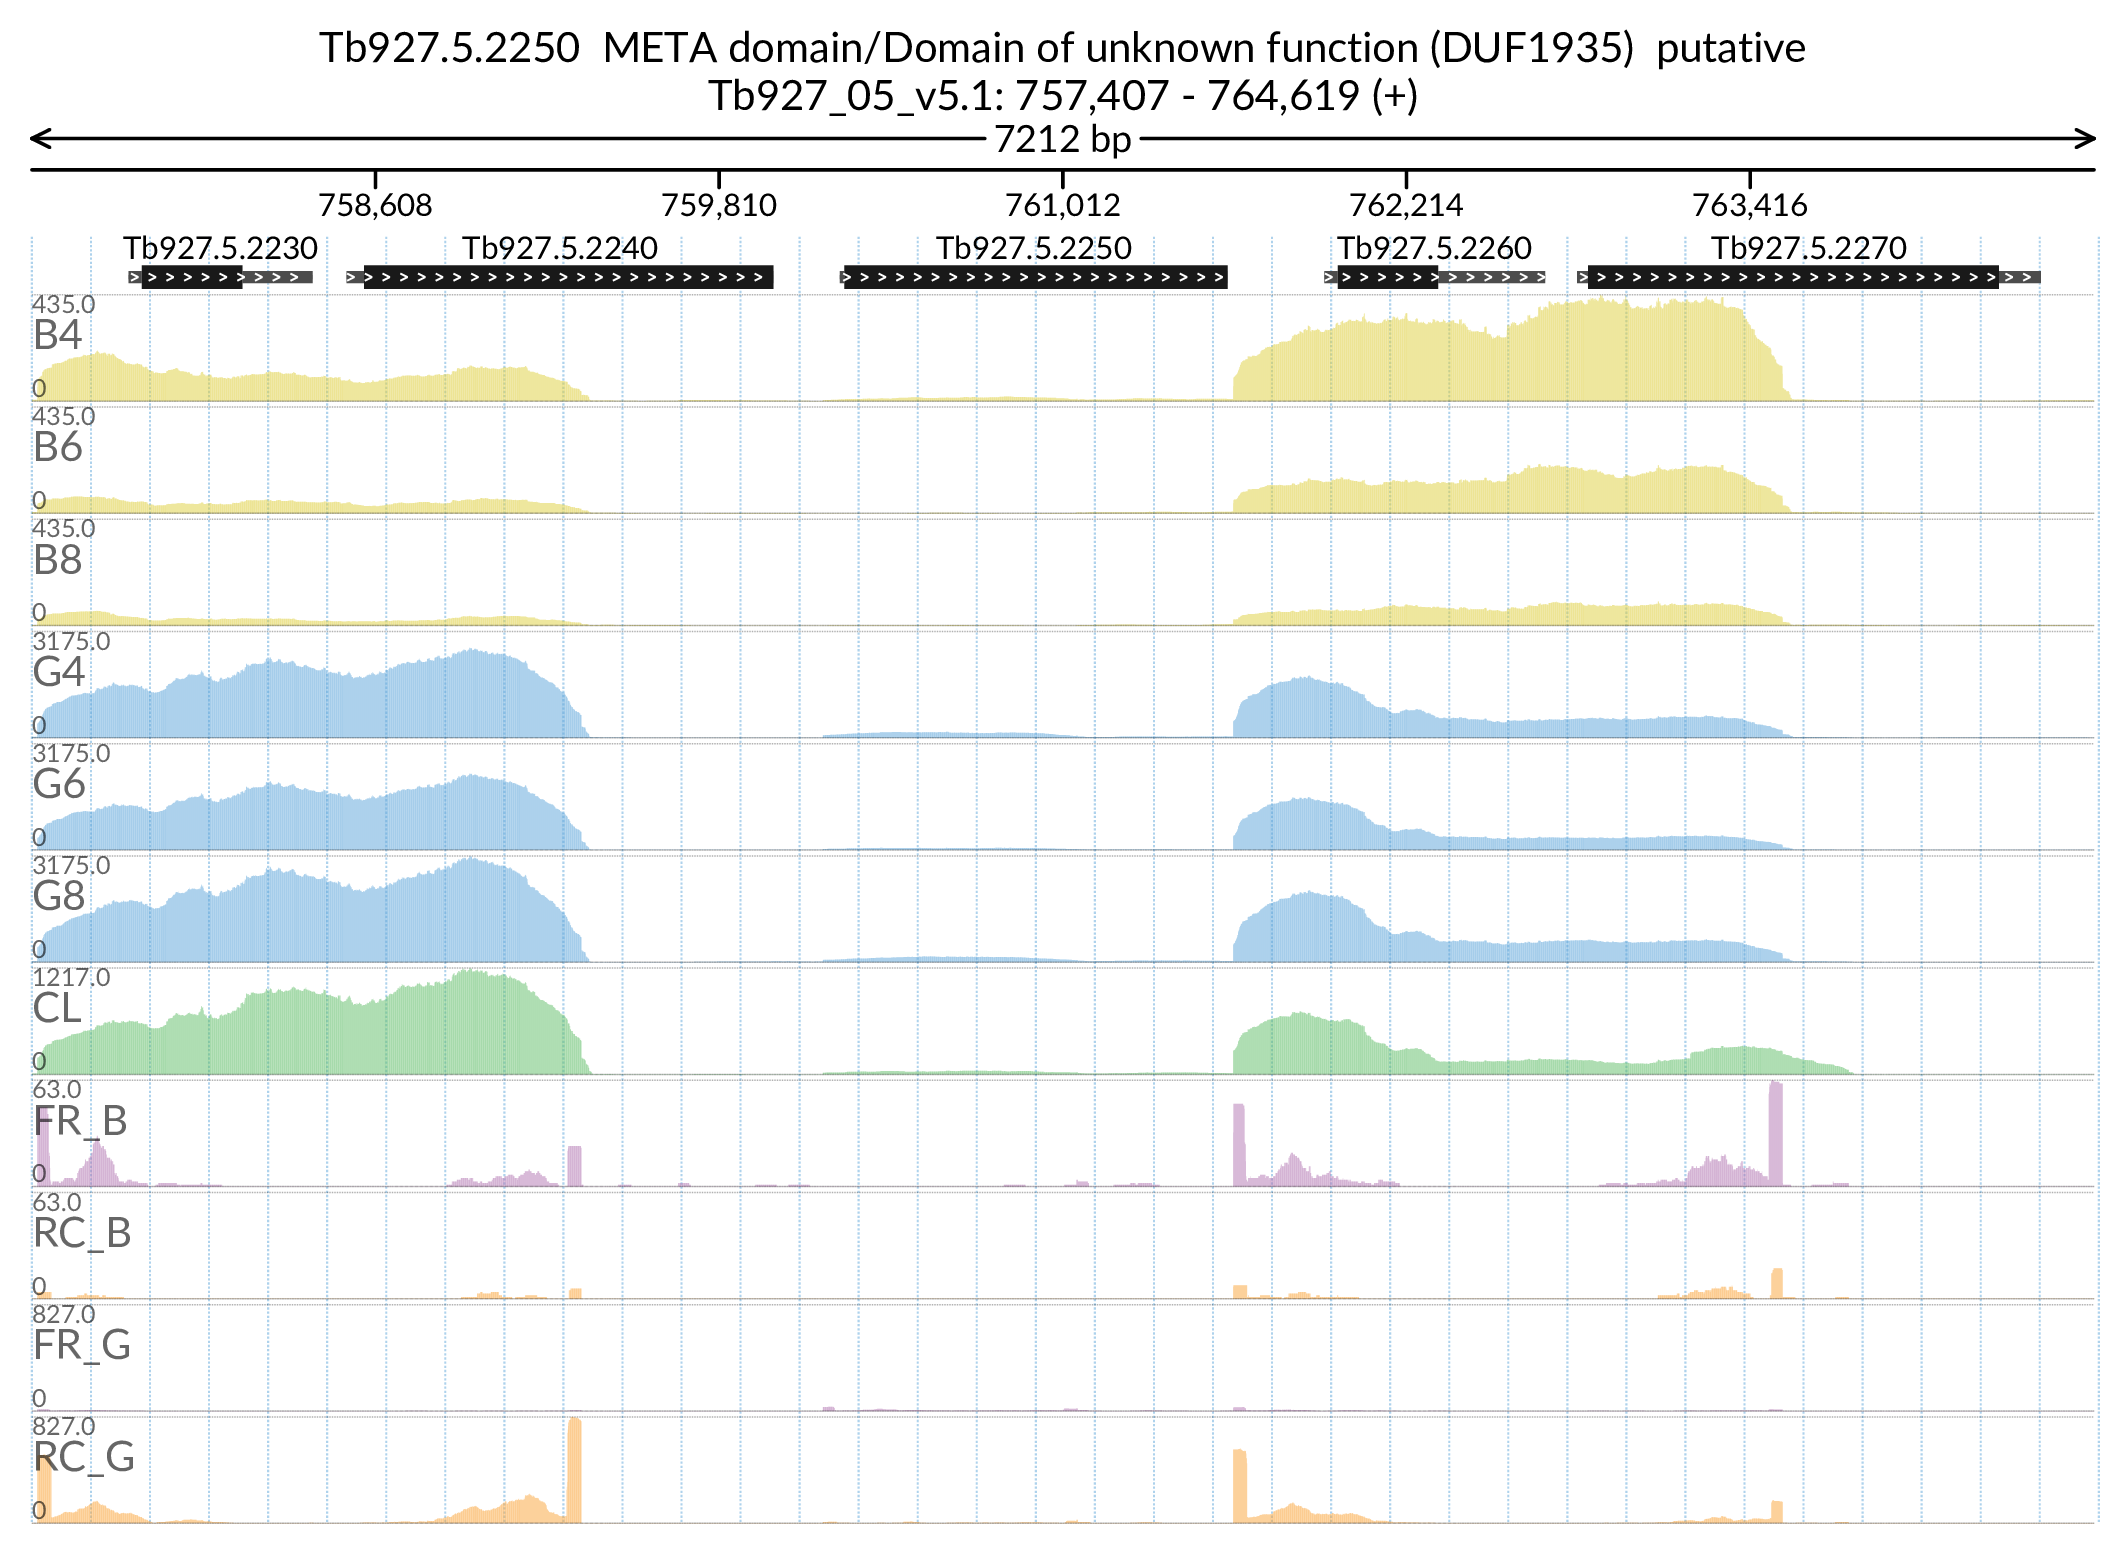 Tb927.5.2250  META domain/Domain of unknown function (DUF1935)  putative
Tb927_05_v5.1: 757,407 - 764,619 (+)
7212 bp
758,608 759,810 761,012 762,214 763,416
Tb927.5.2230 Tb927.5.2240 Tb927.5.2250 Tb927.5.2260 Tb927.5.2270
435.0
B4
0
435.0
B6
0
435.0
B8
0
3175.0
G4
0
3175.0
G6
0
3175.0
G8
0
1217.0
CL
0
63.0
FR_B
0
63.0
RC_B
0
827.0
FR_G
0
827.0
RC_G
0